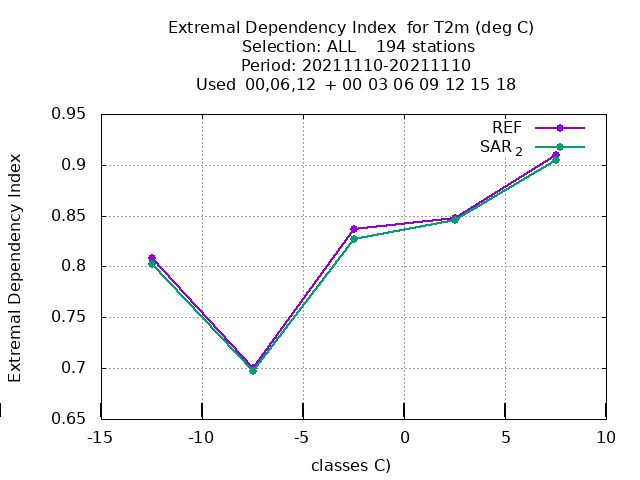 Extremal Dependency Index  for T2m (deg C)
Selection: ALL    194 stations
Period: 20211110-20211110
Used  00,06,12  + 00 03 06 09 12 15 18
REF
SAR 2
0.95
0.9
0.85
0.8
0.75
0.7
0.65
Extremal Dependency Index
-15 -10 -5 0 5 10
classes C)